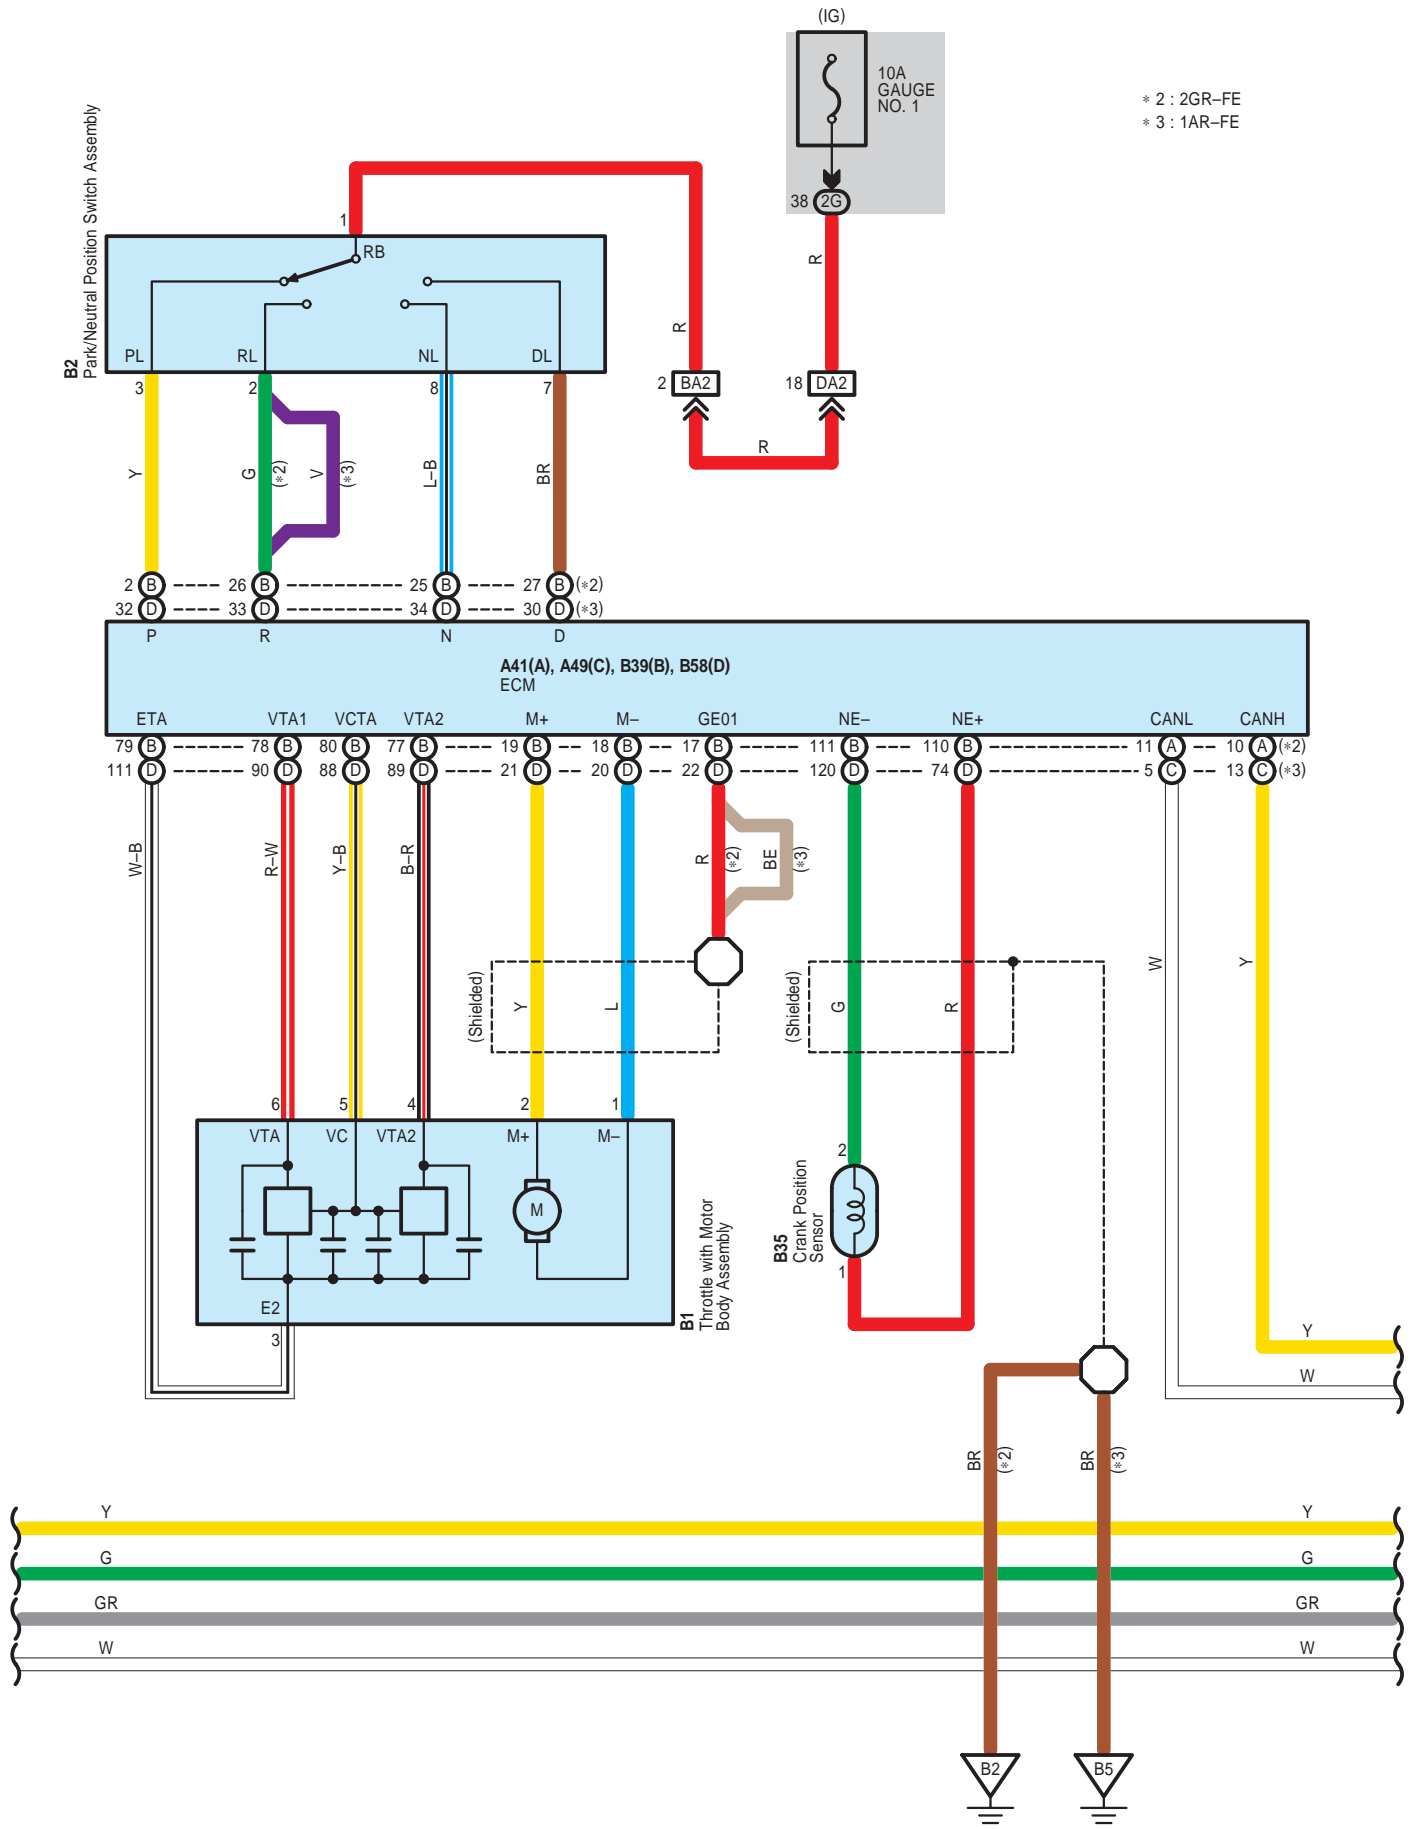 (IG)
10A
GAUGE
NO. 1
∗ 2 : 2GR–FE
∗ 3 : 1AR–FE
38 2G
R
B2
Park/Neutral Position Switch Assembly
1
RB
PL RL NL DL
3 2 8 7
R
2 BA2 18 DA2
R
Y G (∗2) V (∗3) L–B BR
2 B 26 B 25 B 27 B (∗2)
32 D 33 D 34 D 30 D (∗3)
P R N D
A41(A), A49(C), B39(B), B58(D)
ECM
ETA VTA1 VCTA VTA2 M+ M– GE01 NE– NE+ CANL CANH
79 B 78 B 80 B 77 B 19 B 18 B 17 B 111 B 110 B 11 A 10 A (∗2)
111 D 90 D 88 D 89 D 21 D 20 D 22 D 120 D 74 D 5 C 13 C (∗3)
W–B R–W Y–B B–R R (∗2) BE (∗3)
(Shielded) Y L (Shielded) G R W Y
6 5 4 2 1
VTA VC VTA2 M+ M–
M
E2
3
B1
Throttle with Motor
Body Assembly
2
B35
Crank Position
Sensor
1
Y
W
BR (∗2) BR (∗3)
Y Y
G G
GR GR
W W
B2 B5